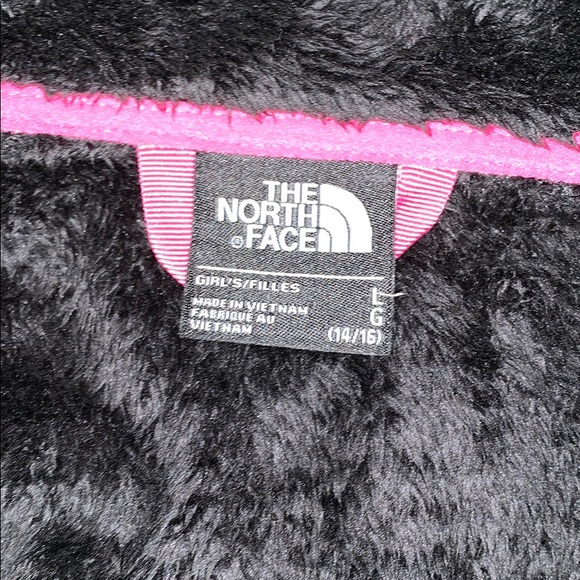 THE
NORTH
FACE
GIRL'S/FILLES L
MADE IN VIETNAM G
FABRIQUÉ AU
VIETNAM (14/16)